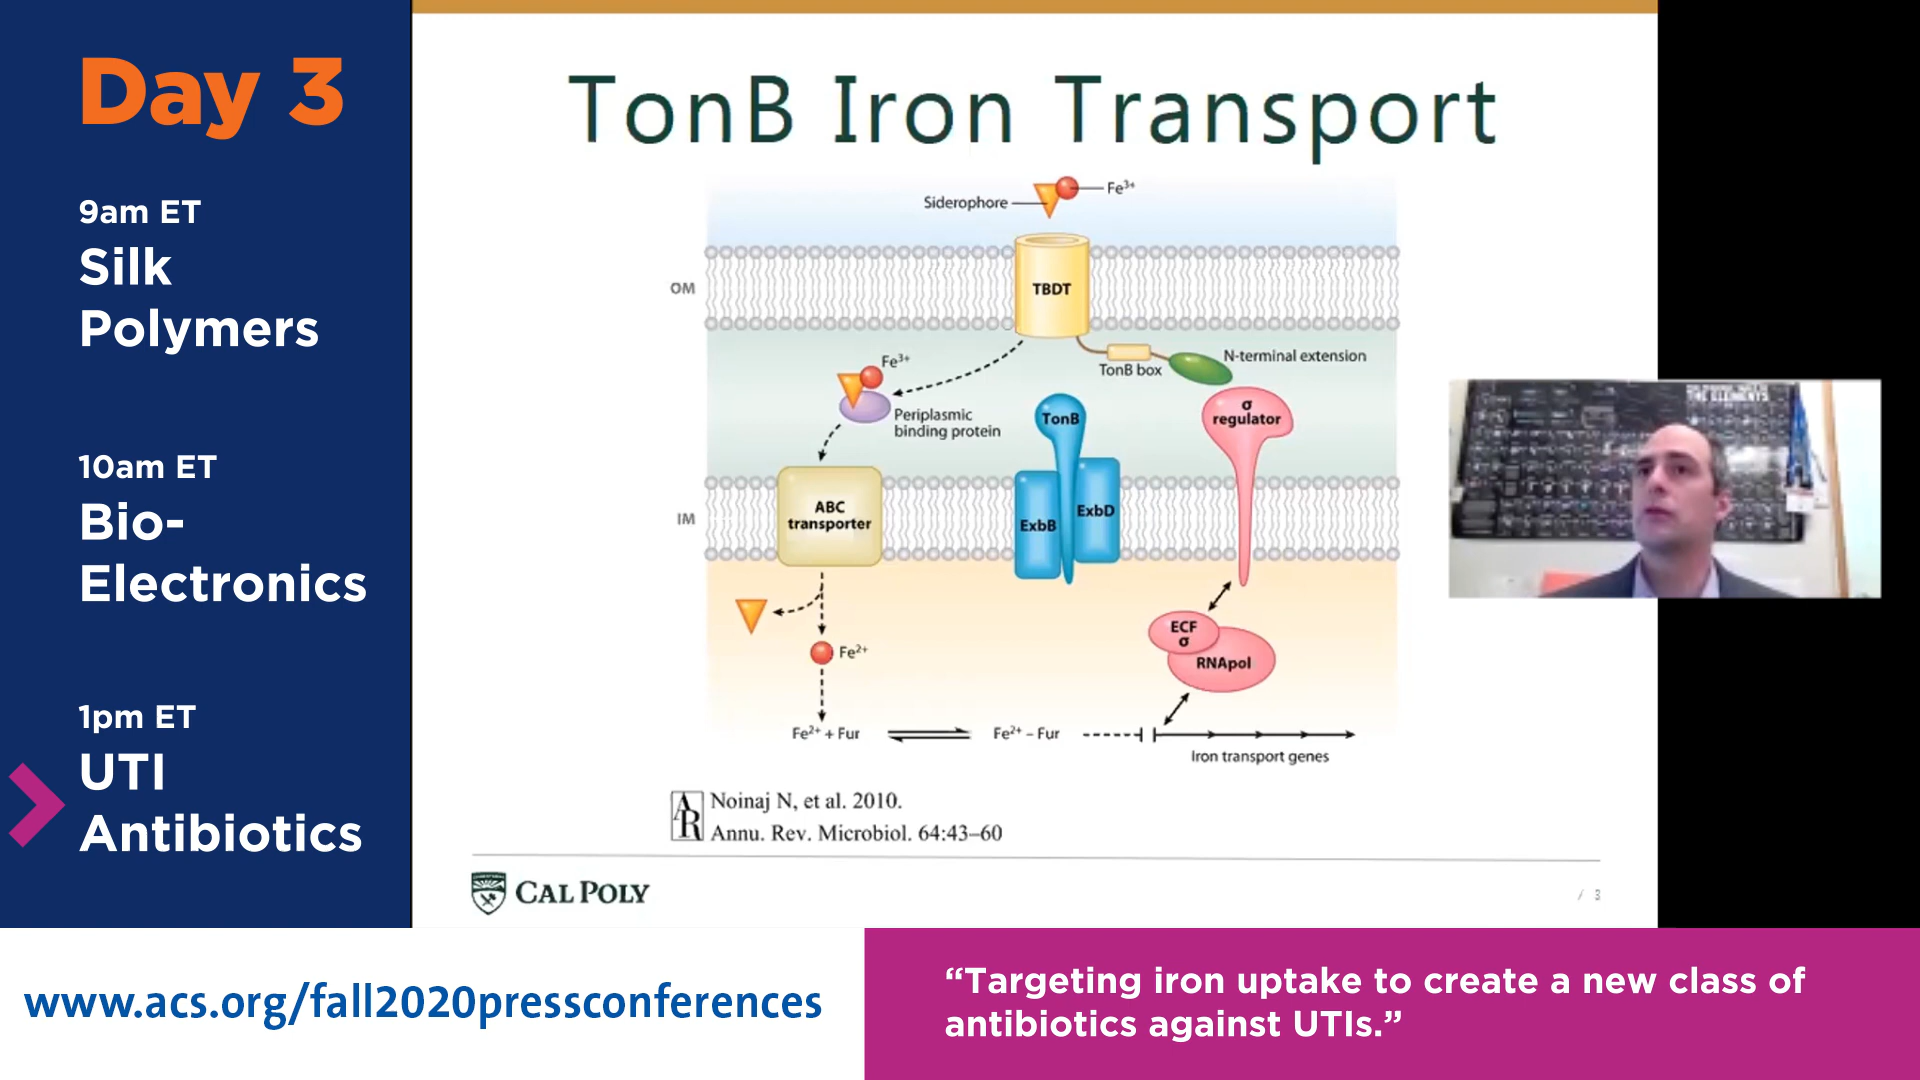 Day 3
9am ET
Silk
Polymers
10am ET
Bio-
Electronics
1pm ET
UTI
Antibiotics
TonB Iron Transport
Siderophore
Fe³⁺
OM
TBDT
Fe³⁺
TonB box
N-terminal extension
Periplasmic
binding protein
TonB
σ
regulator
IM
ABC
transporter
ExbB
ExbD
ECF
σ
RNApol
Fe²⁺
Fe²⁺ + Fur
Fe²⁺ – Fur
Iron transport genes
AR
Noinaj N, et al. 2010.
Annu. Rev. Microbiol. 64:43–60
CAL POLY
/ 3
THE ELEMENTS
www.acs.org/fall2020pressconferences
“Targeting iron uptake to create a new class of
antibiotics against UTIs.”